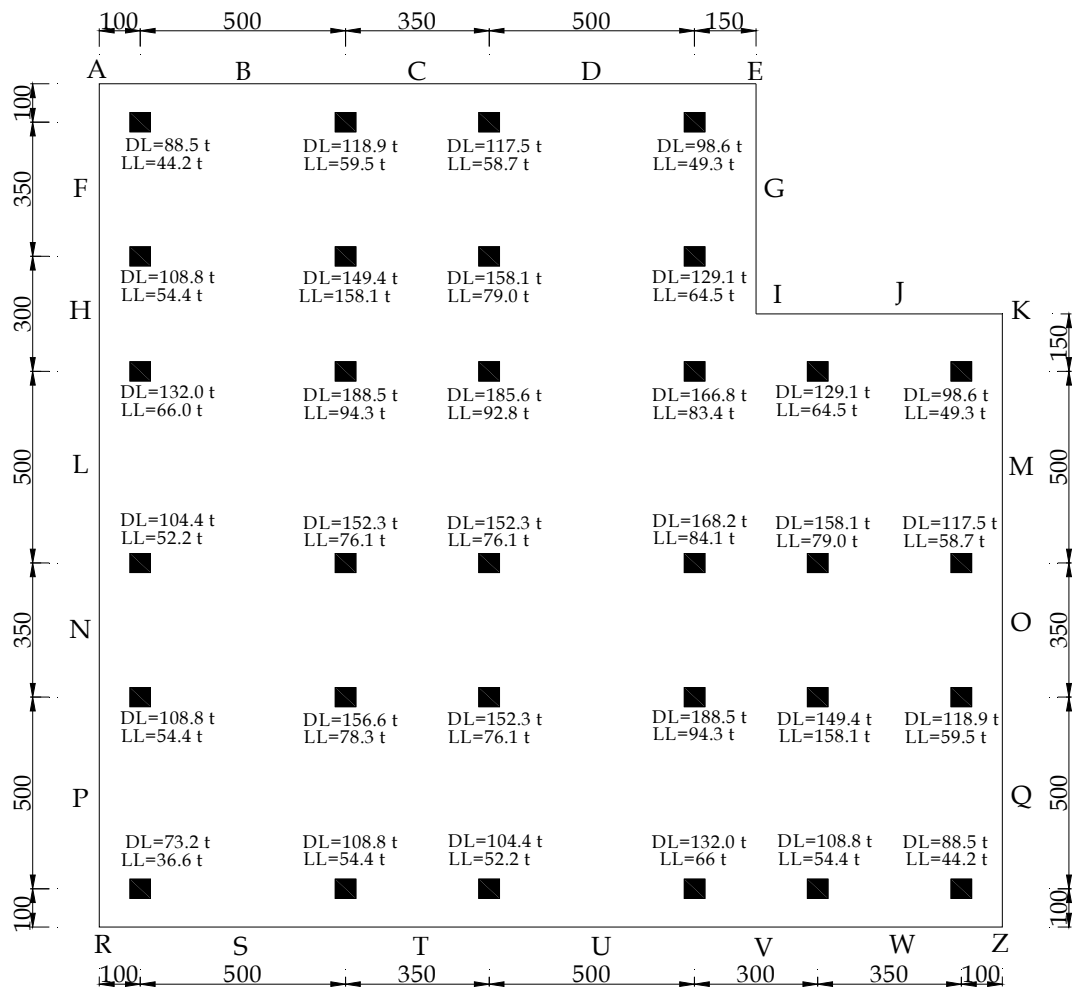 100 500 350 500 150
A B C D E
100
DL=88.5 t DL=118.9 t DL=117.5 t DL=98.6 t
LL=44.2 t LL=59.5 t LL=58.7 t LL=49.3 t
350 F G
DL=108.8 t DL=149.4 t DL=158.1 t DL=129.1 t
LL=54.4 t LL=158.1 t LL=79.0 t LL=64.5 t
300 H I J K
150
DL=132.0 t DL=188.5 t DL=185.6 t DL=166.8 t DL=129.1 t DL=98.6 t
LL=66.0 t LL=94.3 t LL=92.8 t LL=83.4 t LL=64.5 t LL=49.3 t
500 L M 500
DL=104.4 t DL=152.3 t DL=152.3 t DL=168.2 t DL=158.1 t DL=117.5 t
LL=52.2 t LL=76.1 t LL=76.1 t LL=84.1 t LL=79.0 t LL=58.7 t
350 N O 350
DL=108.8 t DL=156.6 t DL=152.3 t DL=188.5 t DL=149.4 t DL=118.9 t
LL=54.4 t LL=78.3 t LL=76.1 t LL=94.3 t LL=158.1 t LL=59.5 t
500 P Q 500
DL=73.2 t DL=108.8 t DL=104.4 t DL=132.0 t DL=108.8 t DL=88.5 t
LL=36.6 t LL=54.4 t LL=52.2 t LL=66 t LL=54.4 t LL=44.2 t
100 100
R S T U V W Z
100 500 350 500 300 350 100